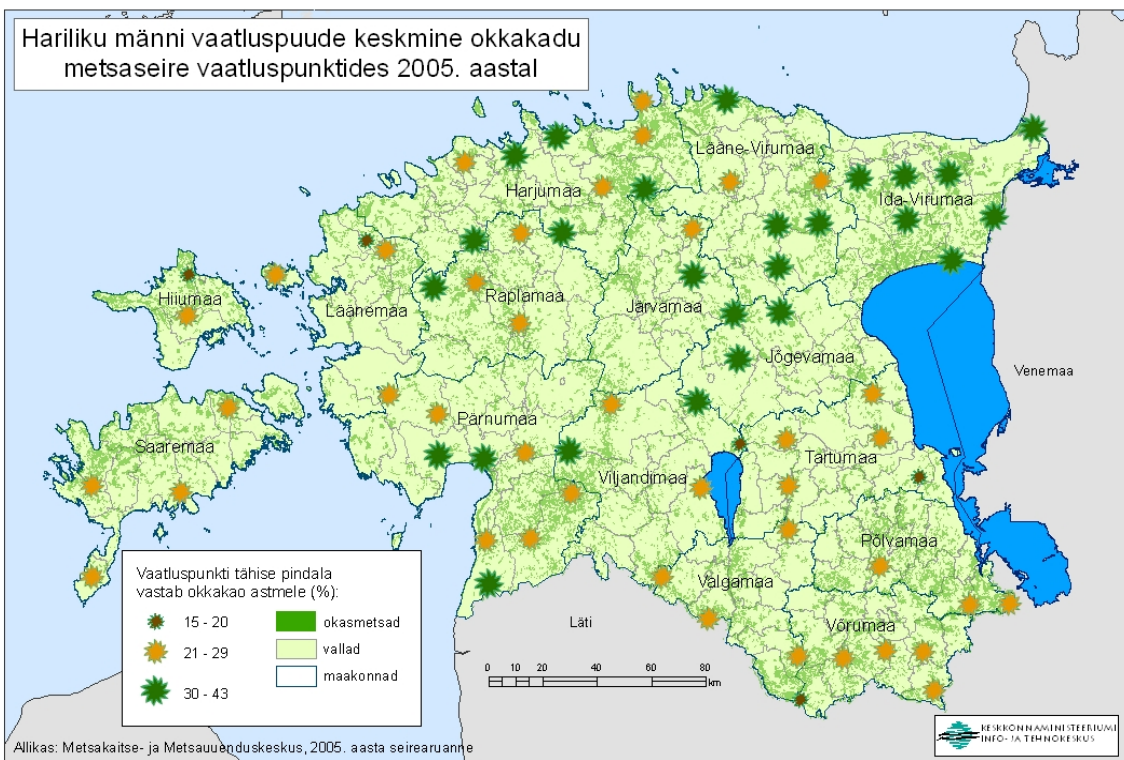 Hariliku männi vaatluspuude keskmine okkakadu
metsaseire vaatluspunktides 2005. aastal
Lääne-Virumaa
Harjumaa
Ida-Virumaa
Hiiumaa
Läänemaa
Raplamaa
Järvamaa
Jõgevamaa
Venemaa
Pärnumaa
Saaremaa
Viljandimaa
Tartumaa
Põlvamaa
Valgamaa
Võrumaa
Läti
Vaatluspunkti tähise pindala
vastab okkakao astmele (%):
15 - 20
21 - 29
30 - 43
okasmetsad
vallad
maakonnad
0 10 20 40 60 80
km
Allikas: Metsakaitse- ja Metsauuenduskeskus, 2005. aasta seirearuanne
KESKKONNAMINISTEERIUMI
INFO- JA TEHNOKESKUS